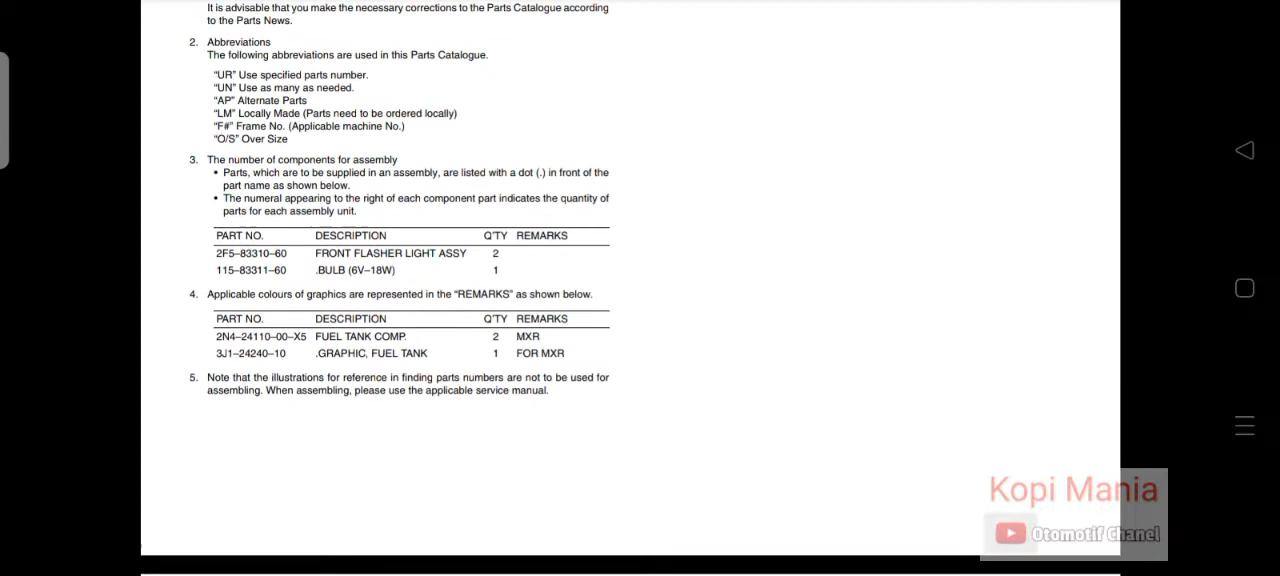 It is advisable that you make the necessary corrections to the Parts Catalogue according
to the Parts News.
2. Abbreviations
The following abbreviations are used in this Parts Catalogue.
“UR” Use specified parts number.
“UN” Use as many as needed.
“AP” Alternate Parts
“LM” Locally Made (Parts need to be ordered locally)
“F#” Frame No. (Applicable machine No.)
“O/S” Over Size
3. The number of components for assembly
• Parts, which are to be supplied in an assembly, are listed with a dot (.) in front of the
part name as shown below.
• The numeral appearing to the right of each component part indicates the quantity of
parts for each assembly unit.
PART NO. DESCRIPTION Q'TY REMARKS
2F5–83310–60 FRONT FLASHER LIGHT ASSY 2
115–83311–60 .BULB (6V–18W) 1
4. Applicable colours of graphics are represented in the “REMARKS” as shown below.
PART NO. DESCRIPTION Q'TY REMARKS
2N4–24110–00–X5 FUEL TANK COMP. 2 MXR
3J1–24240–10 .GRAPHIC, FUEL TANK 1 FOR MXR
5. Note that the illustrations for reference in finding parts numbers are not to be used for
assembling. When assembling, please use the applicable service manual.
Kopi Mania
Otomotif Chanel